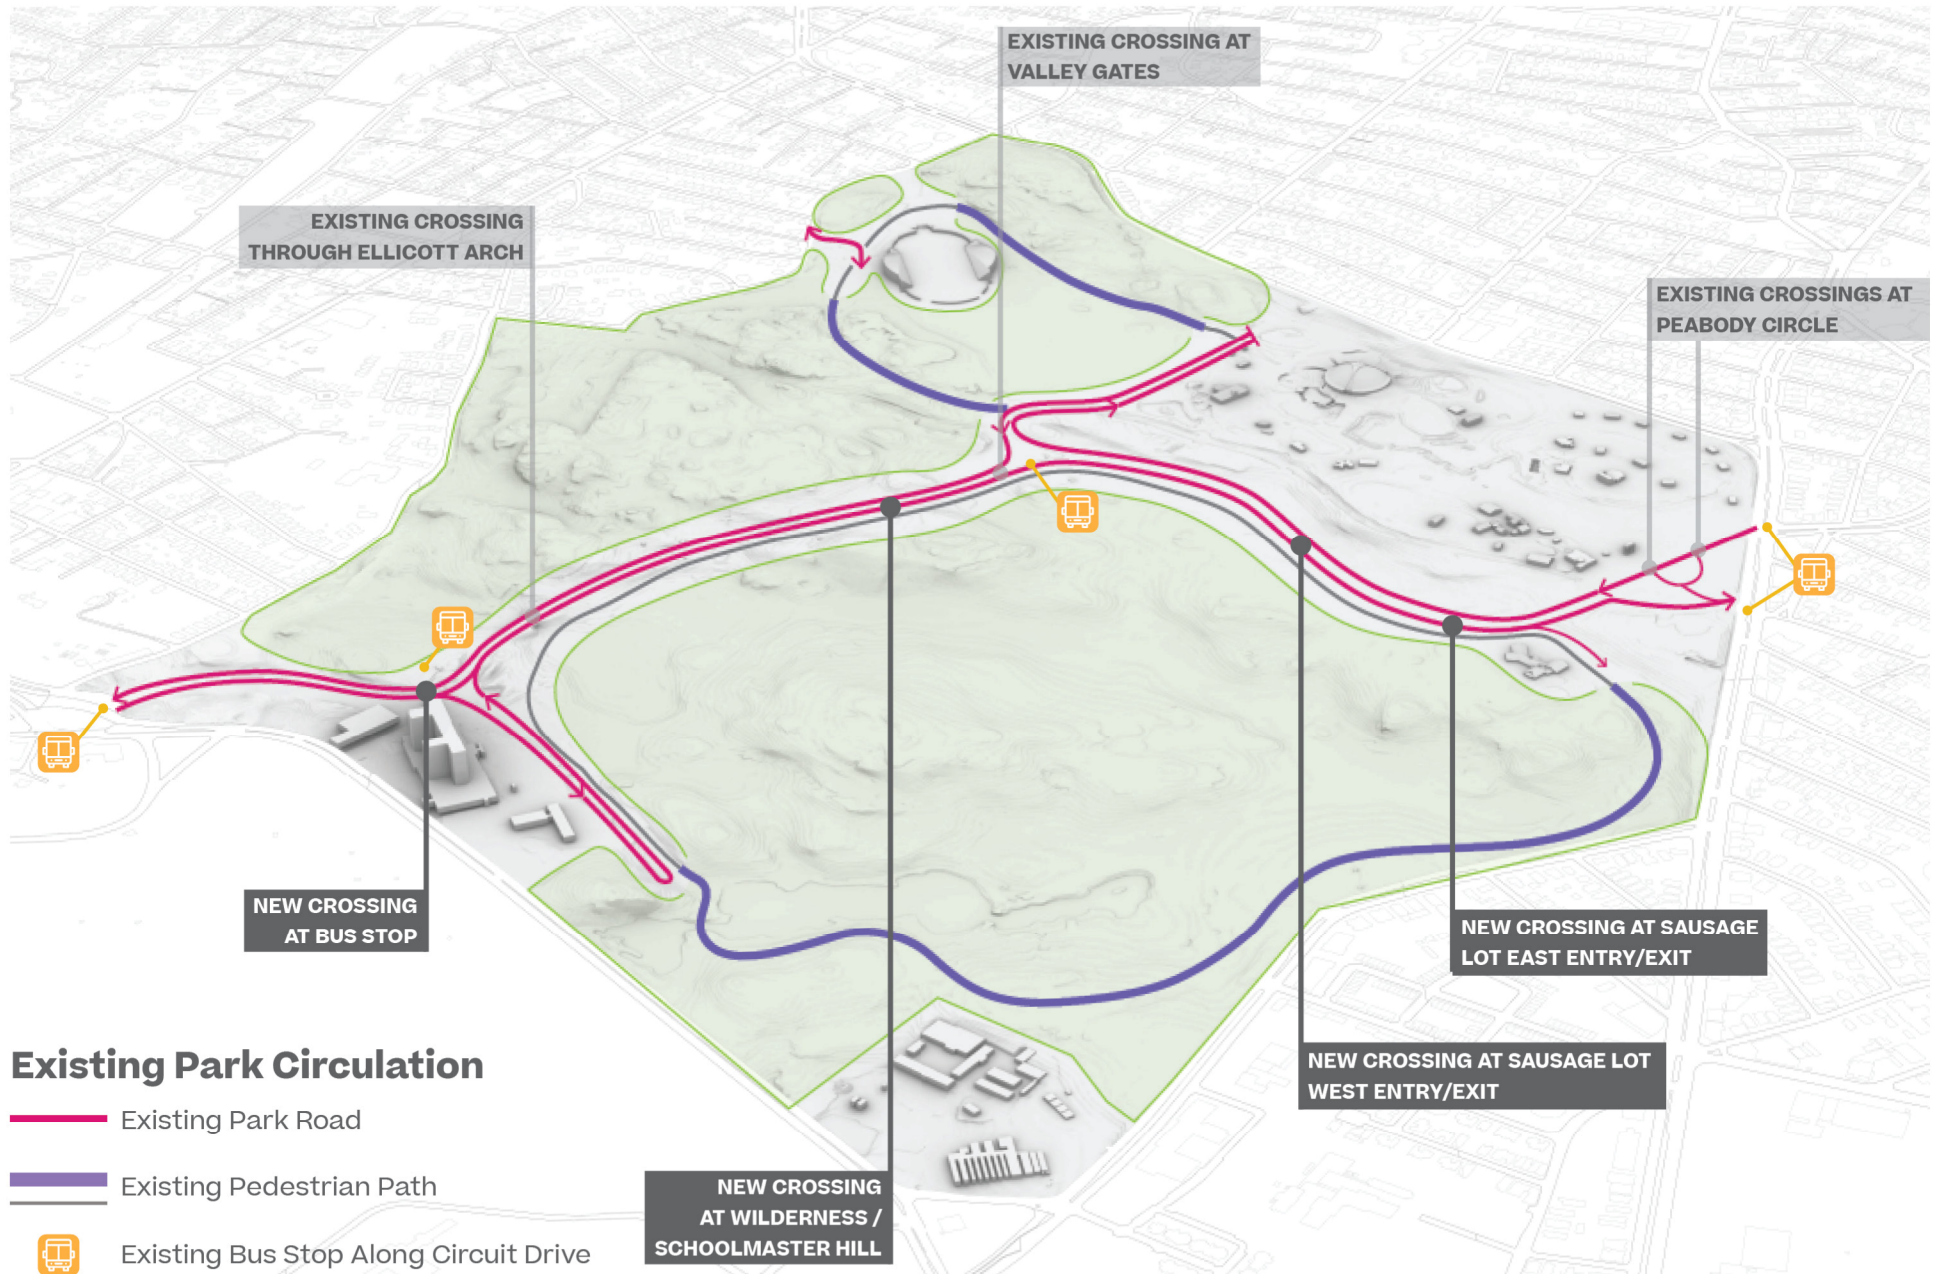 EXISTING CROSSING AT
VALLEY GATES
EXISTING CROSSING
THROUGH ELLICOTT ARCH
EXISTING CROSSINGS AT
PEABODY CIRCLE
NEW CROSSING
AT BUS STOP
NEW CROSSING AT SAUSAGE
LOT EAST ENTRY/EXIT
NEW CROSSING AT SAUSAGE LOT
WEST ENTRY/EXIT
NEW CROSSING
AT WILDERNESS /
SCHOOLMASTER HILL
Existing Park Circulation
Existing Park Road
Existing Pedestrian Path
Existing Bus Stop Along Circuit Drive